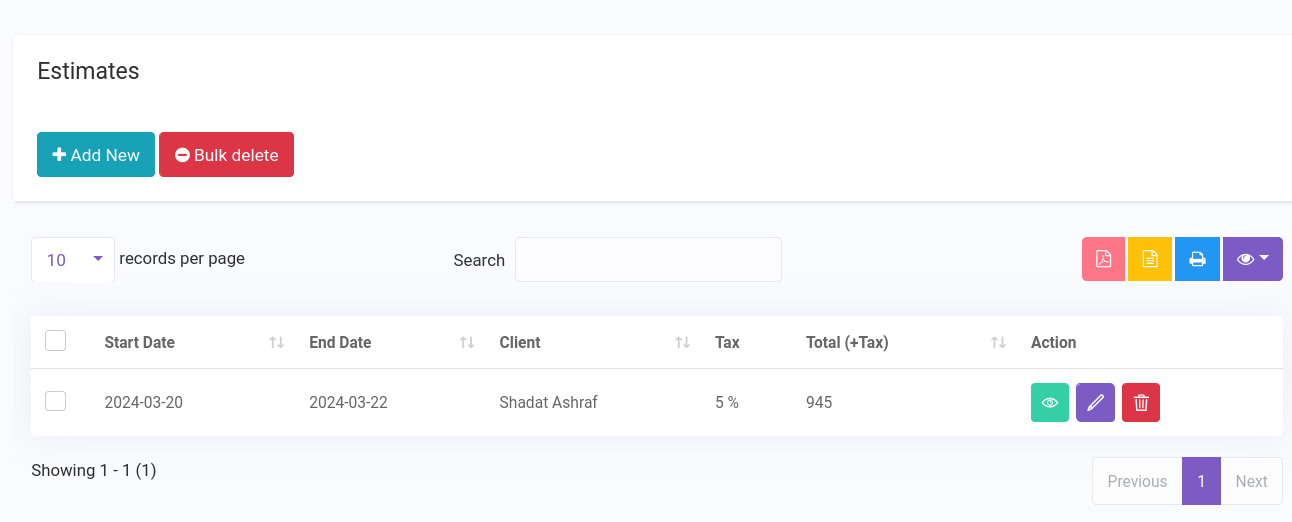 Estimates
Add New Bulk delete
10 records per page Search
Start Date End Date Client Tax Total (+Tax) Action
2024-03-20 2024-03-22 Shadat Ashraf 5 % 945
Showing 1 - 1 (1)
Previous 1 Next